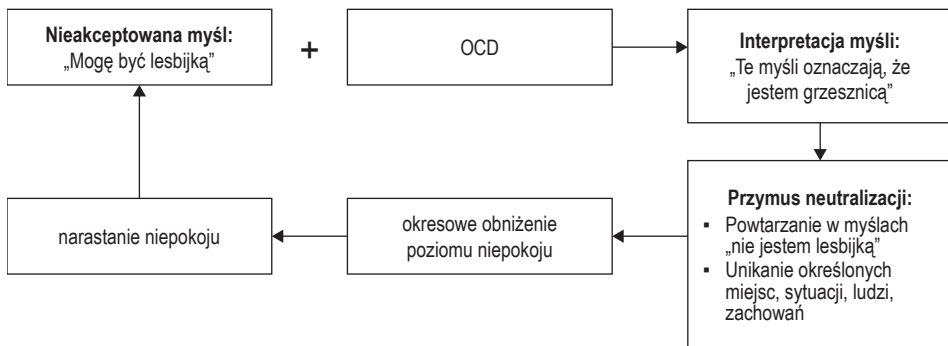 Nieakceptowana myśl:
„Mogę być lesbijką”
+
OCD
Interpretacja myśli:
„Te myśli oznaczają, że
jestem grzesznicą”
Przymus neutralizacji:
▪ Powtarzanie w myślach
„nie jestem lesbijką”
▪ Unikanie określonych
miejsc, sytuacji, ludzi,
zachowań
okresowe obniżenie
poziomu niepokoju
narastanie niepokoju